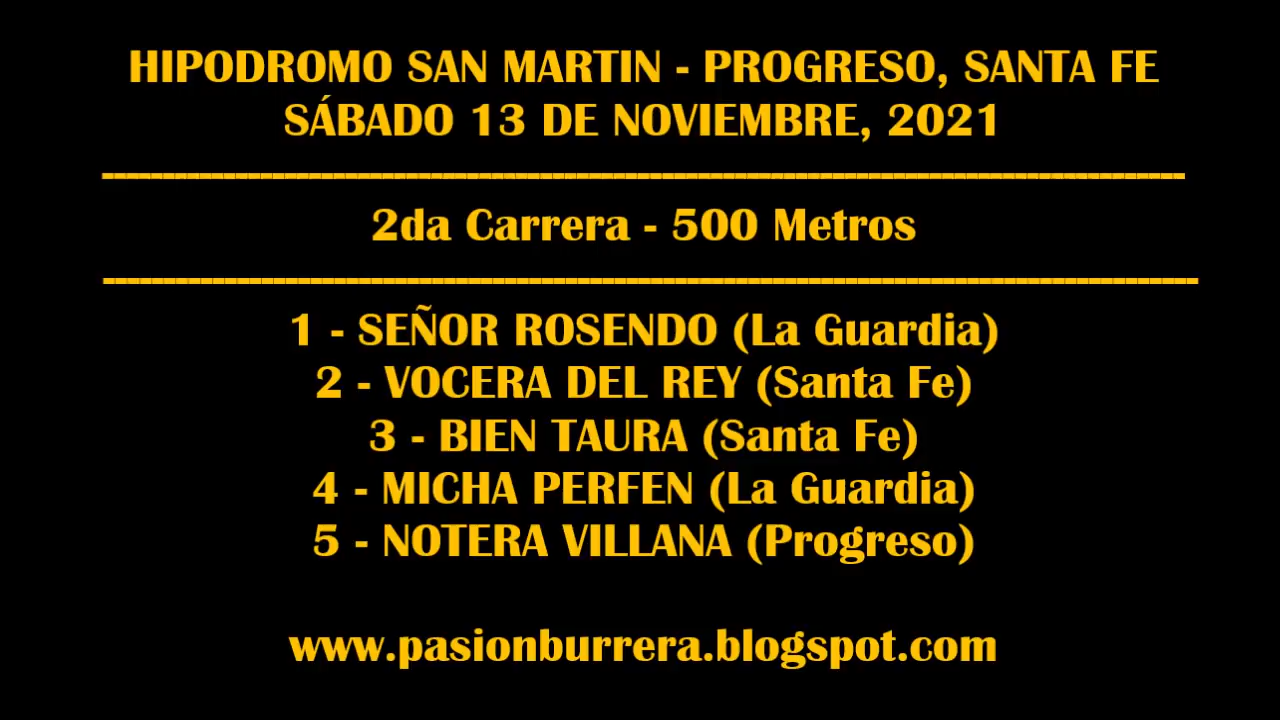 HIPODROMO SAN MARTIN - PROGRESO, SANTA FE
SÁBADO 13 DE NOVIEMBRE, 2021
2da Carrera - 500 Metros
1 - SEÑOR ROSENDO (La Guardia)
2 - VOCERA DEL REY (Santa Fe)
3 - BIEN TAURA (Santa Fe)
4 - MICHA PERFEN (La Guardia)
5 - NOTERA VILLANA (Progreso)
www.pasionburrera.blogspot.com